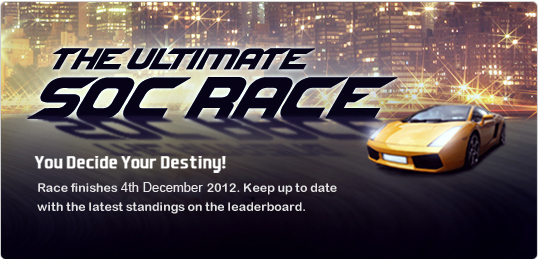 THE ULTIMATE
SOC RACE
You Decide Your Destiny!
Race finishes 4th December 2012. Keep up to date
with the latest standings on the leaderboard.